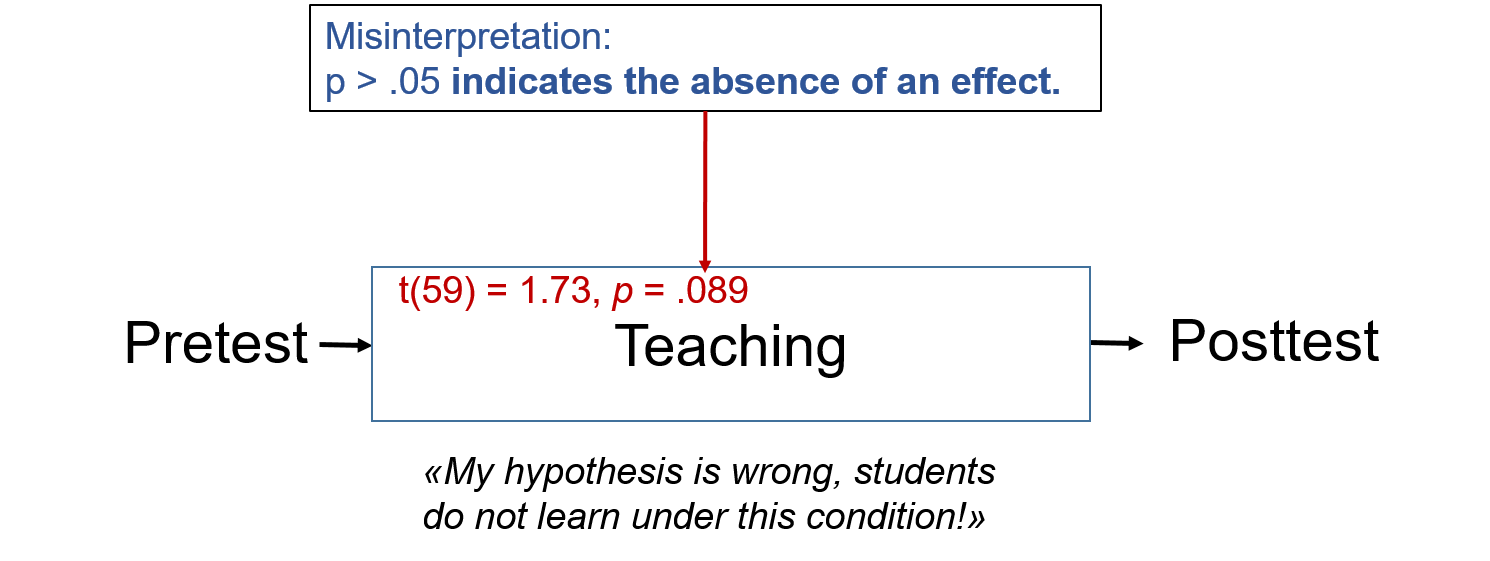 Misinterpretation:
p > .05 indicates the absence of an effect.
t(59) = 1.73, p = .089
Pretest
Teaching
Posttest
«My hypothesis is wrong, students
do not learn under this condition!»